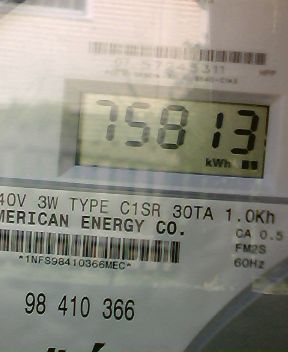 75813
kWh
40V 3W TYPE C1SR 30TA 1.0Kh
MERICAN ENERGY CO.
CA 0.5
*1NFS98410366MEC*
FM2S
60Hz
98 410 366